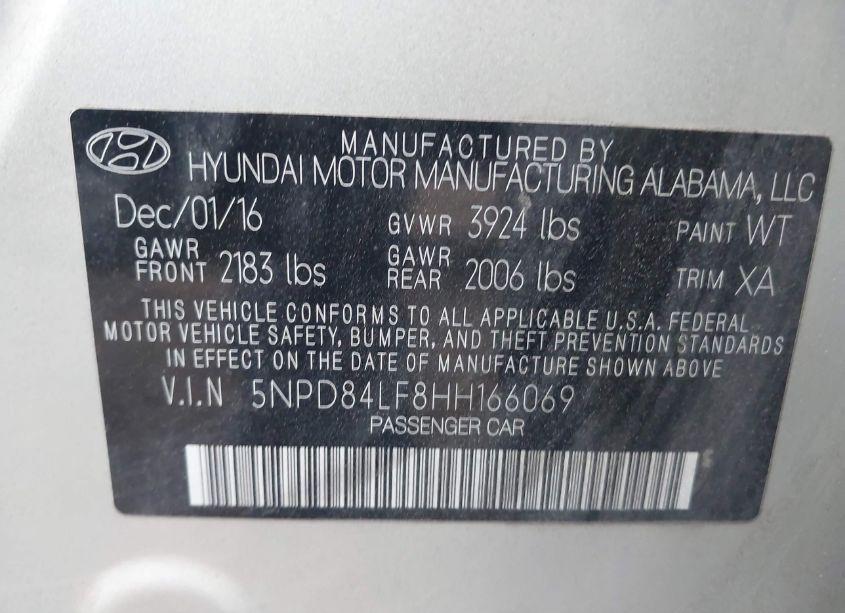 MANUFACTURED BY
HYUNDAI MOTOR MANUFACTURING ALABAMA, LLC
Dec/01/16 GVWR 3924 lbs PAINT WT
GAWR FRONT 2183 lbs GAWR REAR 2006 lbs TRIM XA
THIS VEHICLE CONFORMS TO ALL APPLICABLE U.S.A. FEDERAL
MOTOR VEHICLE SAFETY, BUMPER, AND THEFT PREVENTION STANDARDS
IN EFFECT ON THE DATE OF MANUFACTURE SHOWN ABOVE
V.I.N 5NPD84LF8HH166069
PASSENGER CAR